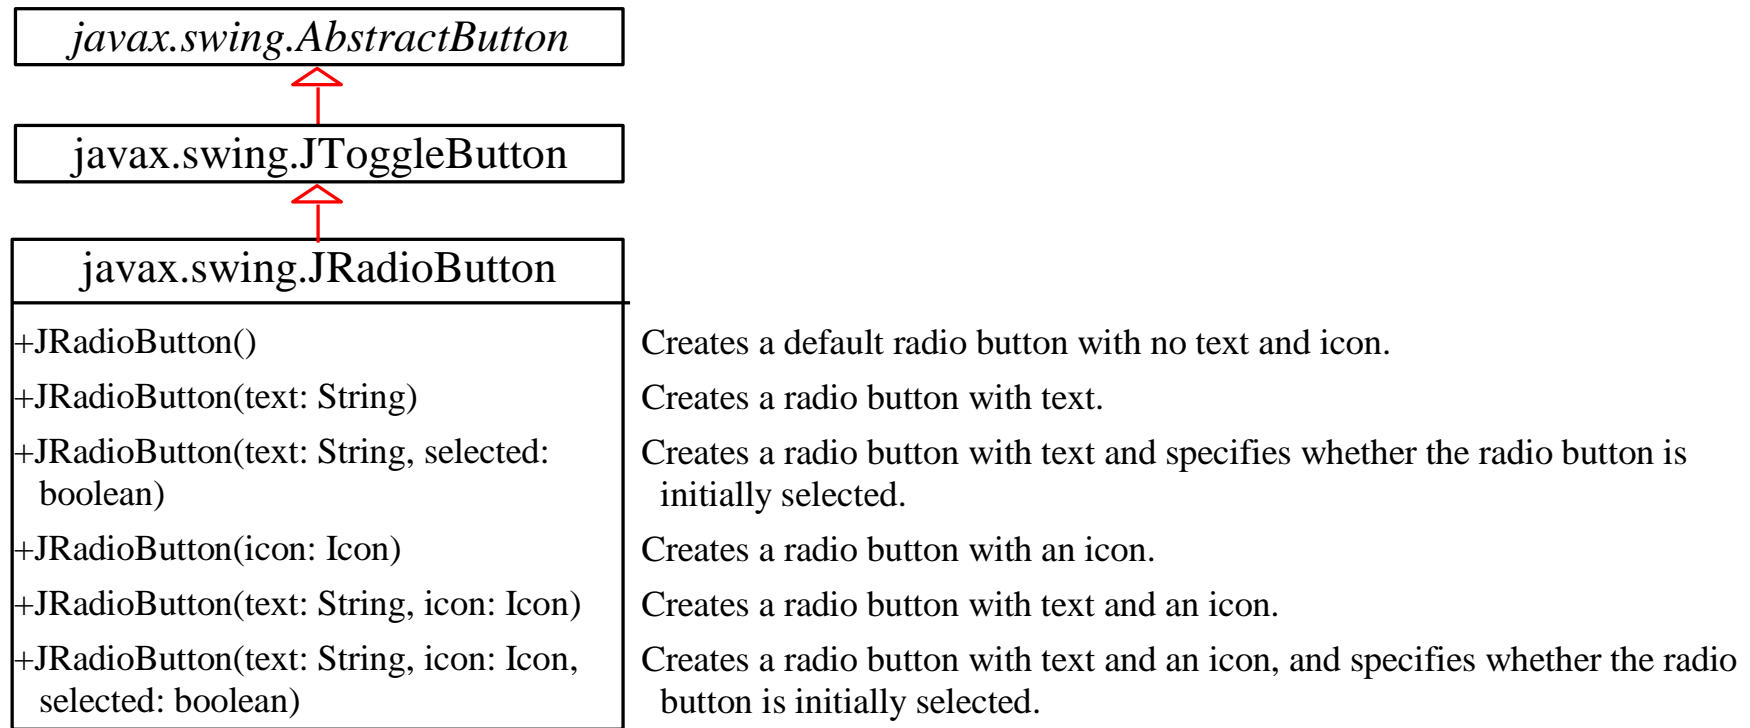 javax.swing.AbstractButton
javax.swing.JToggleButton
javax.swing.JRadioButton
+JRadioButton()
Creates a default radio button with no text and icon.
+JRadioButton(text: String)
Creates a radio button with text.
+JRadioButton(text: String, selected:
boolean)
Creates a radio button with text and specifies whether the radio button is
initially selected.
+JRadioButton(icon: Icon)
Creates a radio button with an icon.
+JRadioButton(text: String, icon: Icon)
Creates a radio button with text and an icon.
+JRadioButton(text: String, icon: Icon,
selected: boolean)
Creates a radio button with text and an icon, and specifies whether the radio
button is initially selected.